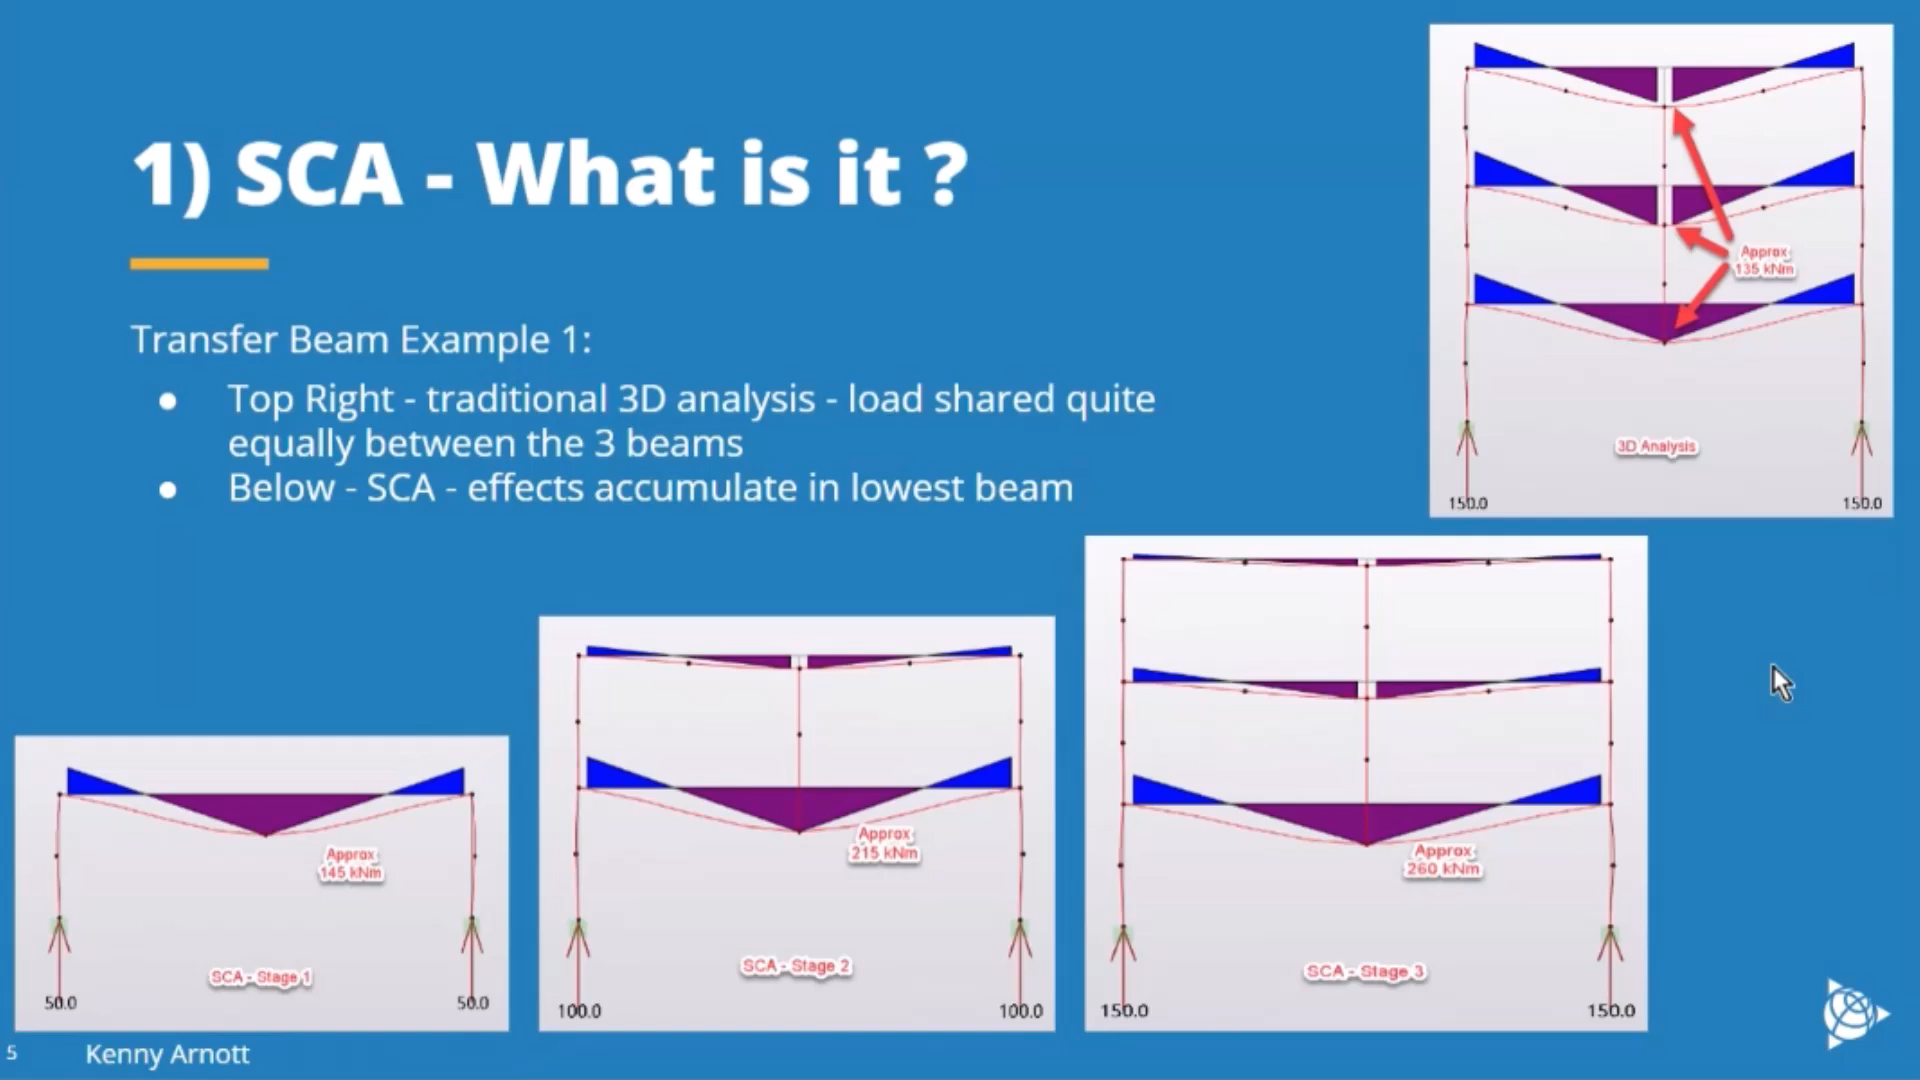 1) SCA - What is it ?
Transfer Beam Example 1:
● Top Right - traditional 3D analysis - load shared quite
equally between the 3 beams
● Below - SCA - effects accumulate in lowest beam
Approx
135 kNm
3D Analysis
150.0
150.0
Approx
145 kNm
SCA - Stage 1
50.0
50.0
Approx
215 kNm
SCA - Stage 2
100.0
100.0
Approx
260 kNm
SCA - Stage 3
150.0
150.0
5
Kenny Arnott